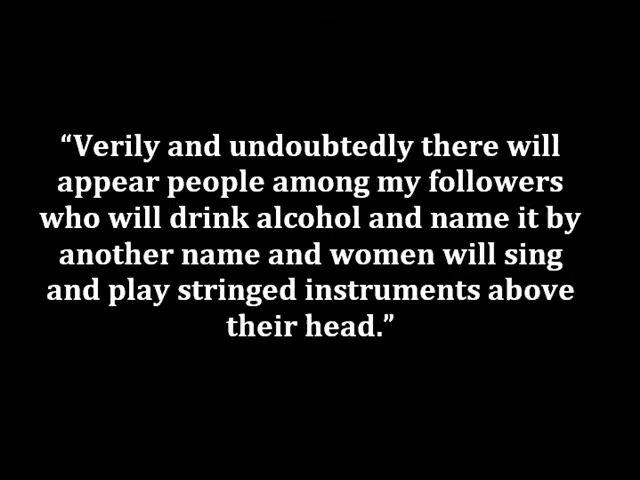 “Verily and undoubtedly there will
appear people among my followers
who will drink alcohol and name it by
another name and women will sing
and play stringed instruments above
their head.”